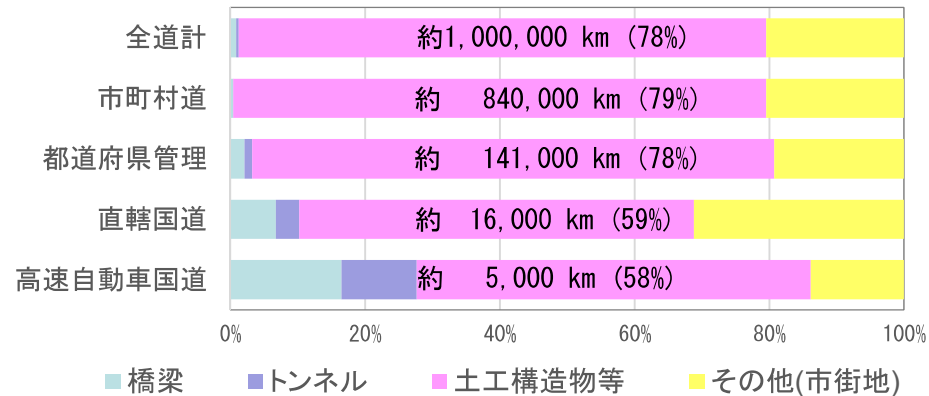 全道計 約1,000,000 km (78%)
市町村道 約 840,000 km (79%)
都道府県管理 約 141,000 km (78%)
直轄国道 約 16,000 km (59%)
高速自動車国道 約 5,000 km (58%)
0% 20% 40% 60% 80% 100%
橋梁 トンネル 土工構造物等 その他(市街地)